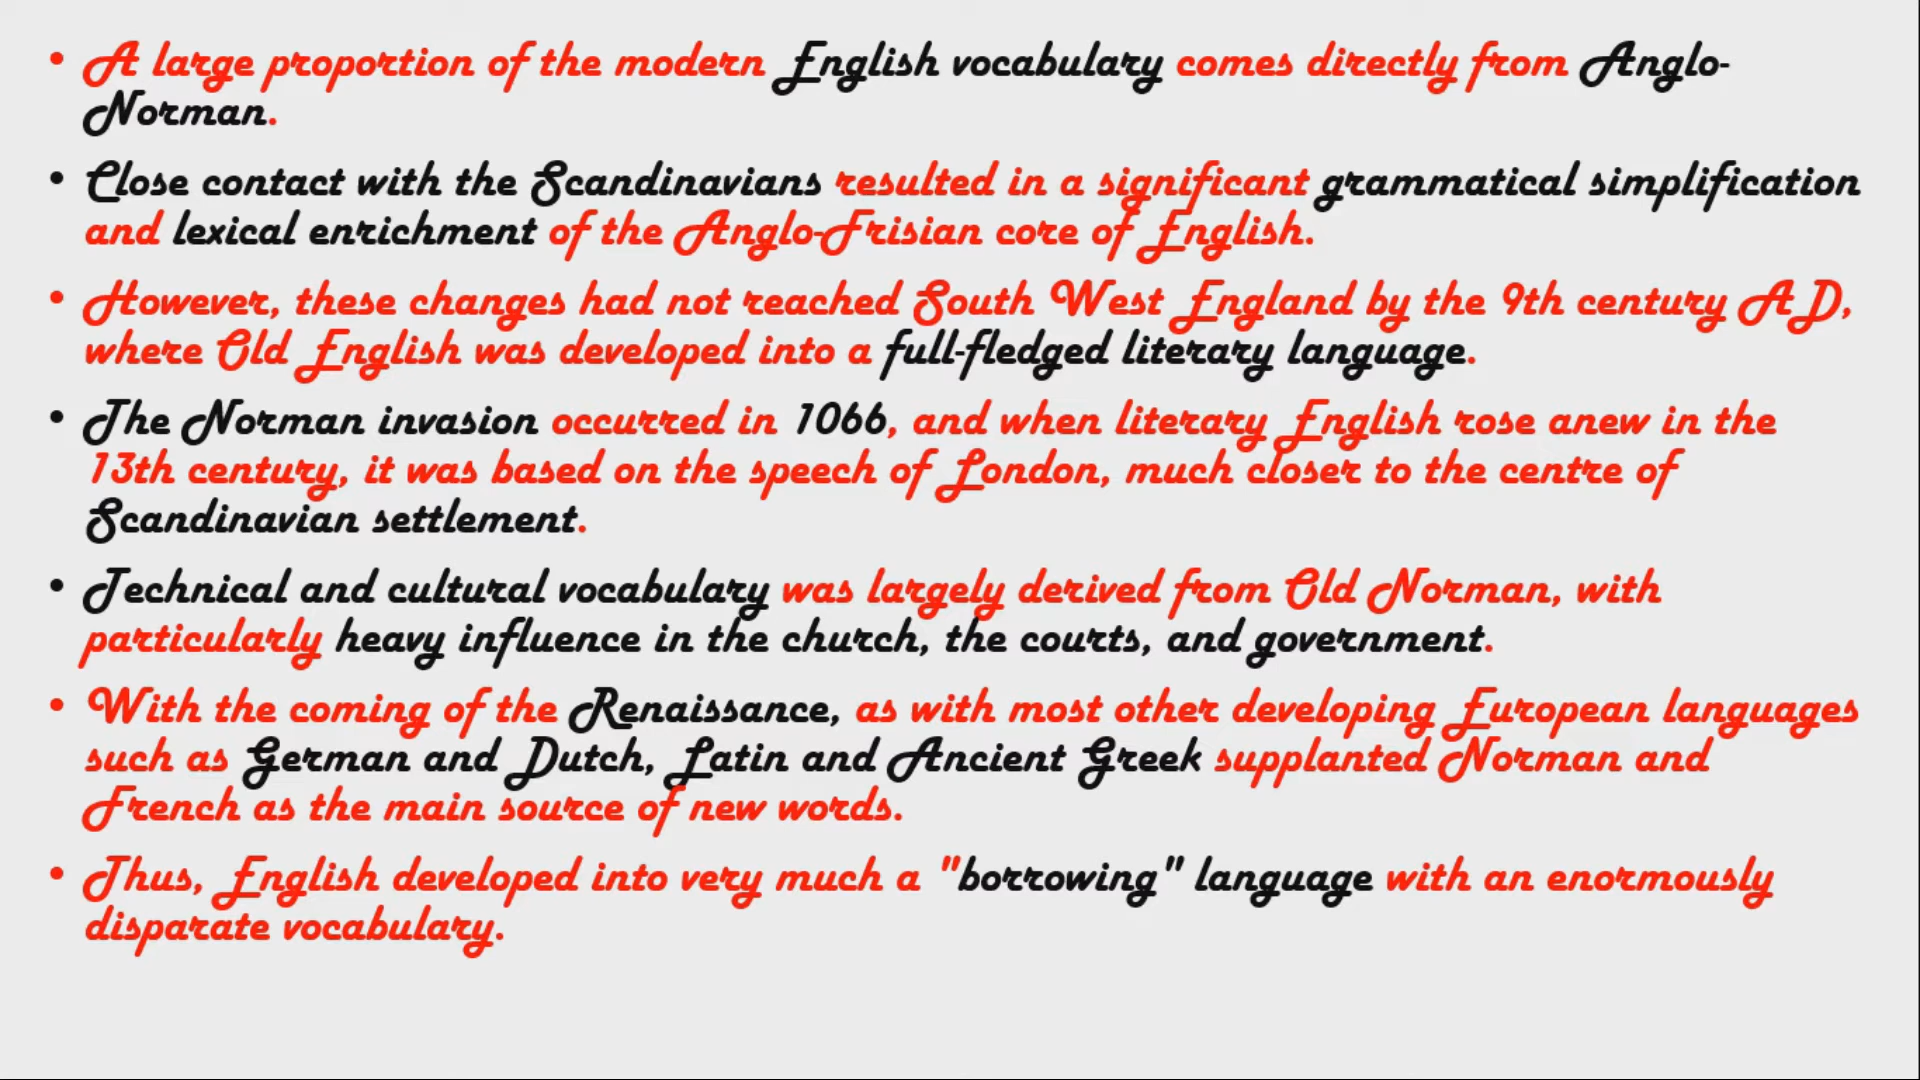 • A large proportion of the modern English vocabulary comes directly from Anglo-
Norman.
• Close contact with the Scandinavians resulted in a significant grammatical simplification
and lexical enrichment of the Anglo-Frisian core of English.
• However, these changes had not reached South West England by the 9th century AD,
where Old English was developed into a full-fledged literary language.
• The Norman invasion occurred in 1066, and when literary English rose anew in the
13th century, it was based on the speech of London, much closer to the centre of
Scandinavian settlement.
• Technical and cultural vocabulary was largely derived from Old Norman, with
particularly heavy influence in the church, the courts, and government.
• With the coming of the Renaissance, as with most other developing European languages
such as German and Dutch, Latin and Ancient Greek supplanted Norman and
French as the main source of new words.
• Thus, English developed into very much a "borrowing" language with an enormously
disparate vocabulary.